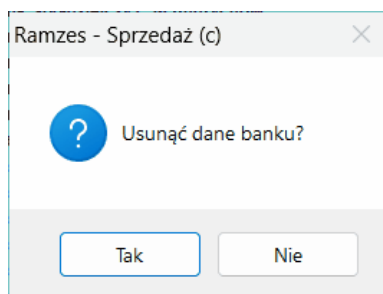 Ramzes - Sprzedaż (c)
?
Usunąć dane banku?
Tak
Nie